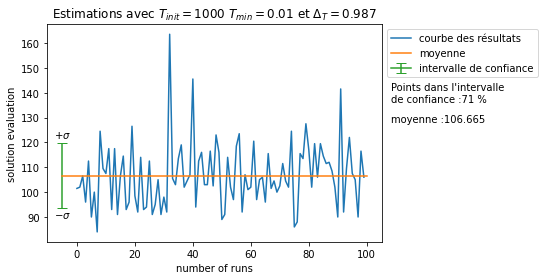 Estimations avec $T_{init} = 1000$ $T_{min} = 0.01$ et $\Delta_T = 0.987$
160
150
140
130
120
110
100
90
solution evaluation
+σ
−σ
0
20
40
60
80
100
number of runs
courbe des résultats
moyenne
intervalle de confiance
Points dans l'intervalle
de confiance :71 %
moyenne :106.665